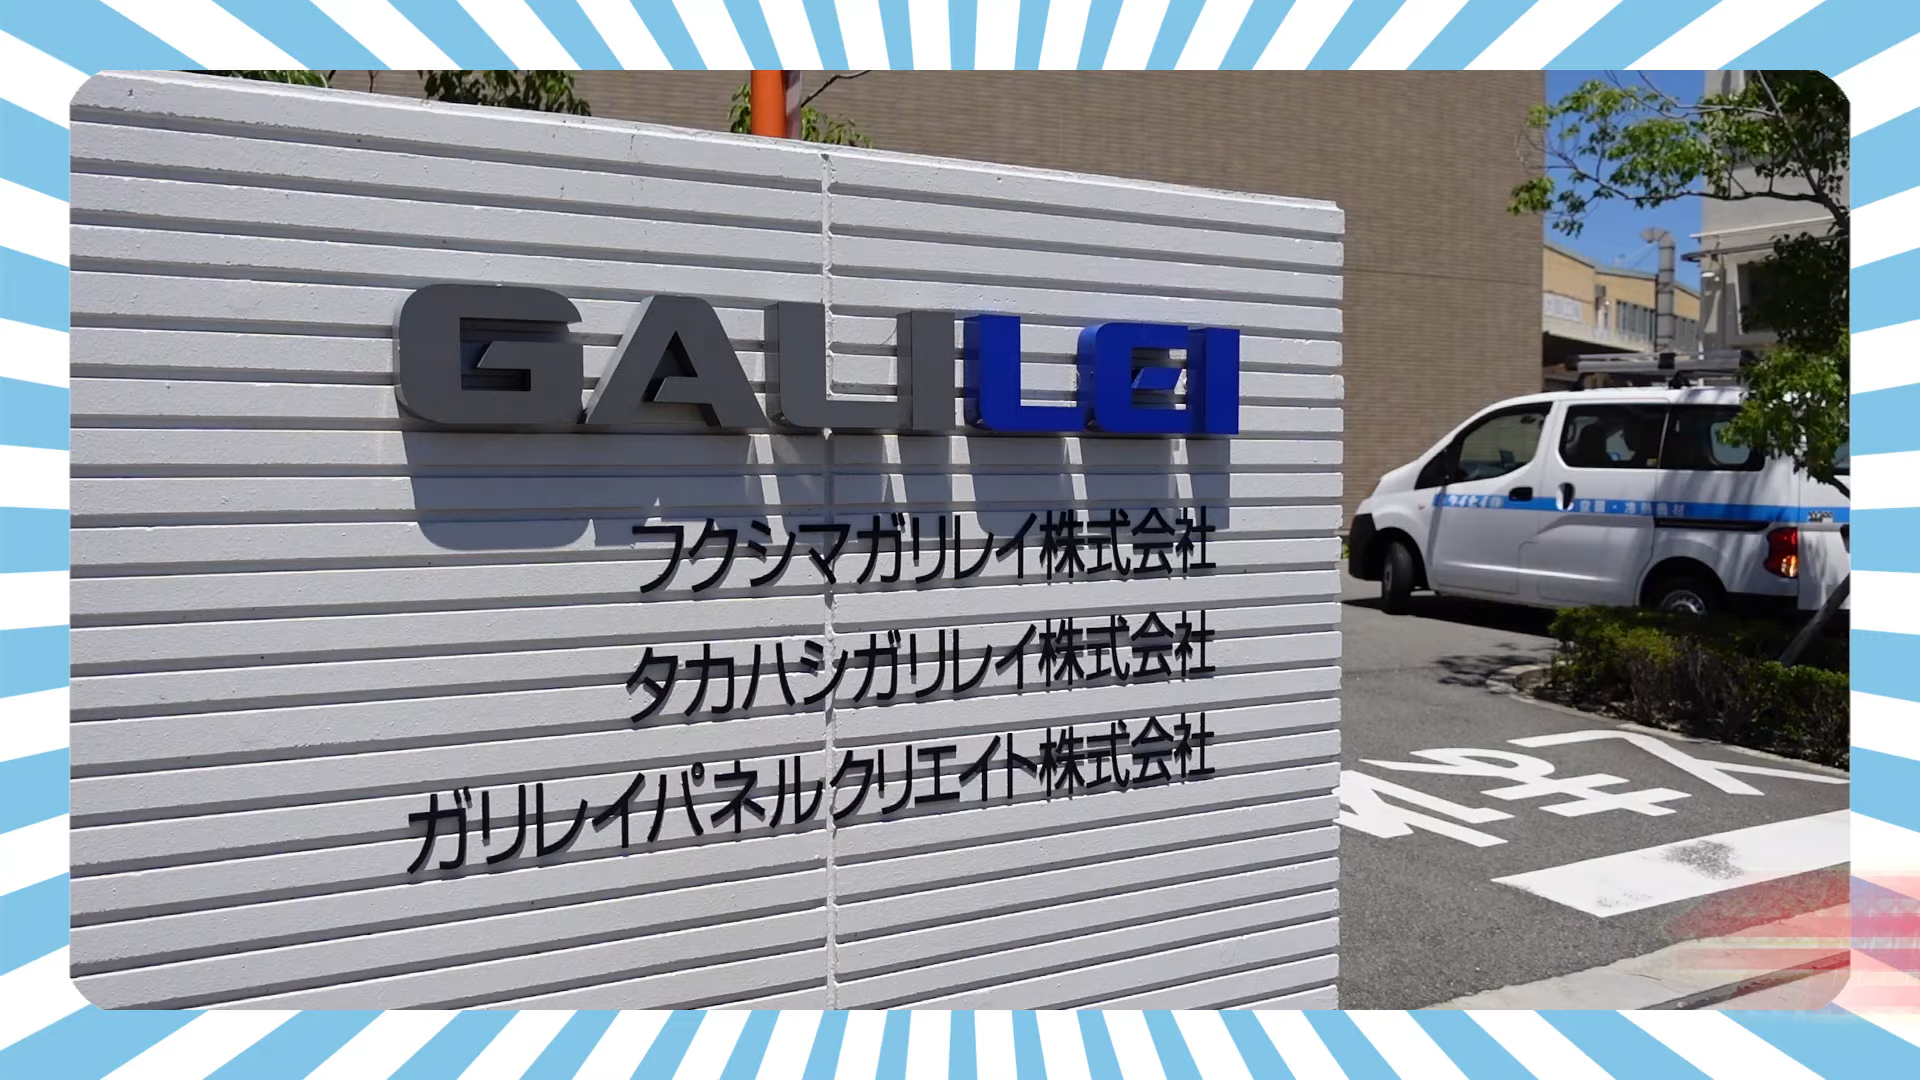 GALILEI
フクシマガリレイ株式会社
タカハシガリレイ株式会社
ガリレイパネルクリエイト株式会社